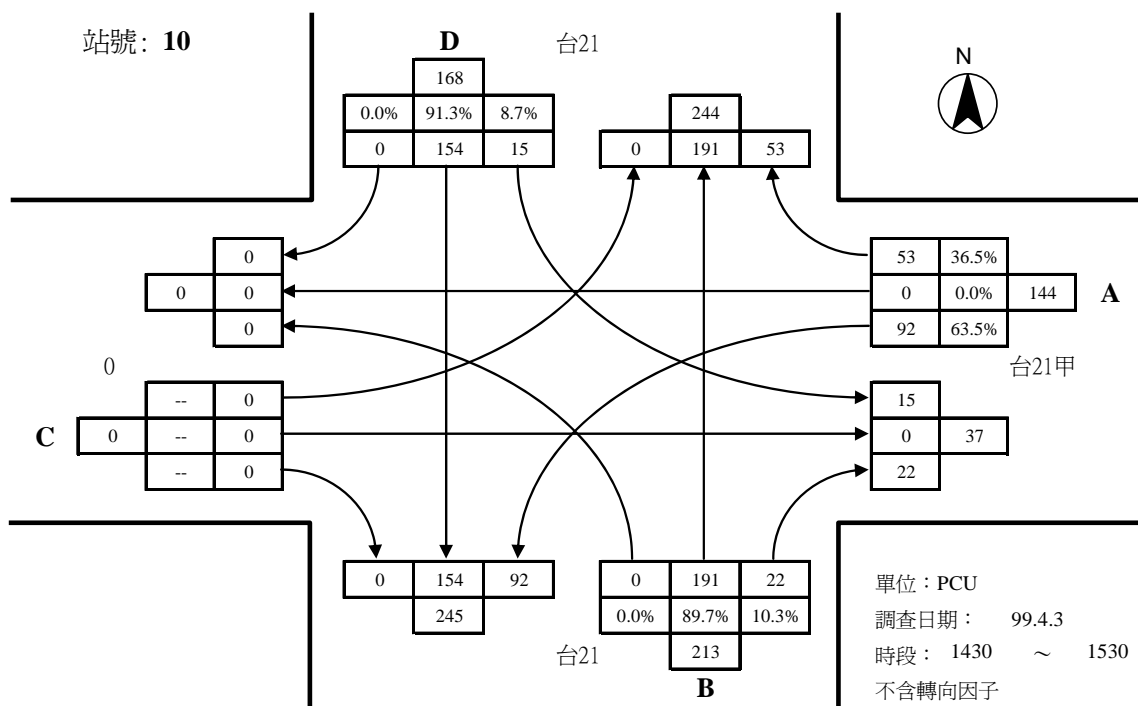 站號: 10
D
台21
N
168
0.0% 91.3% 8.7%
0 154 15
244
0 191 53
0
0 0
0
53 36.5%
0 0.0% 144
92 63.5%
A
0
台21甲
-- 0
C 0 -- 0
-- 0
15
0 37
22
0 154 92
245
台21
0 191 22
0.0% 89.7% 10.3%
213
B
單位：PCU
調查日期： 99.4.3
時段： 1430 ～ 1530
不含轉向因子